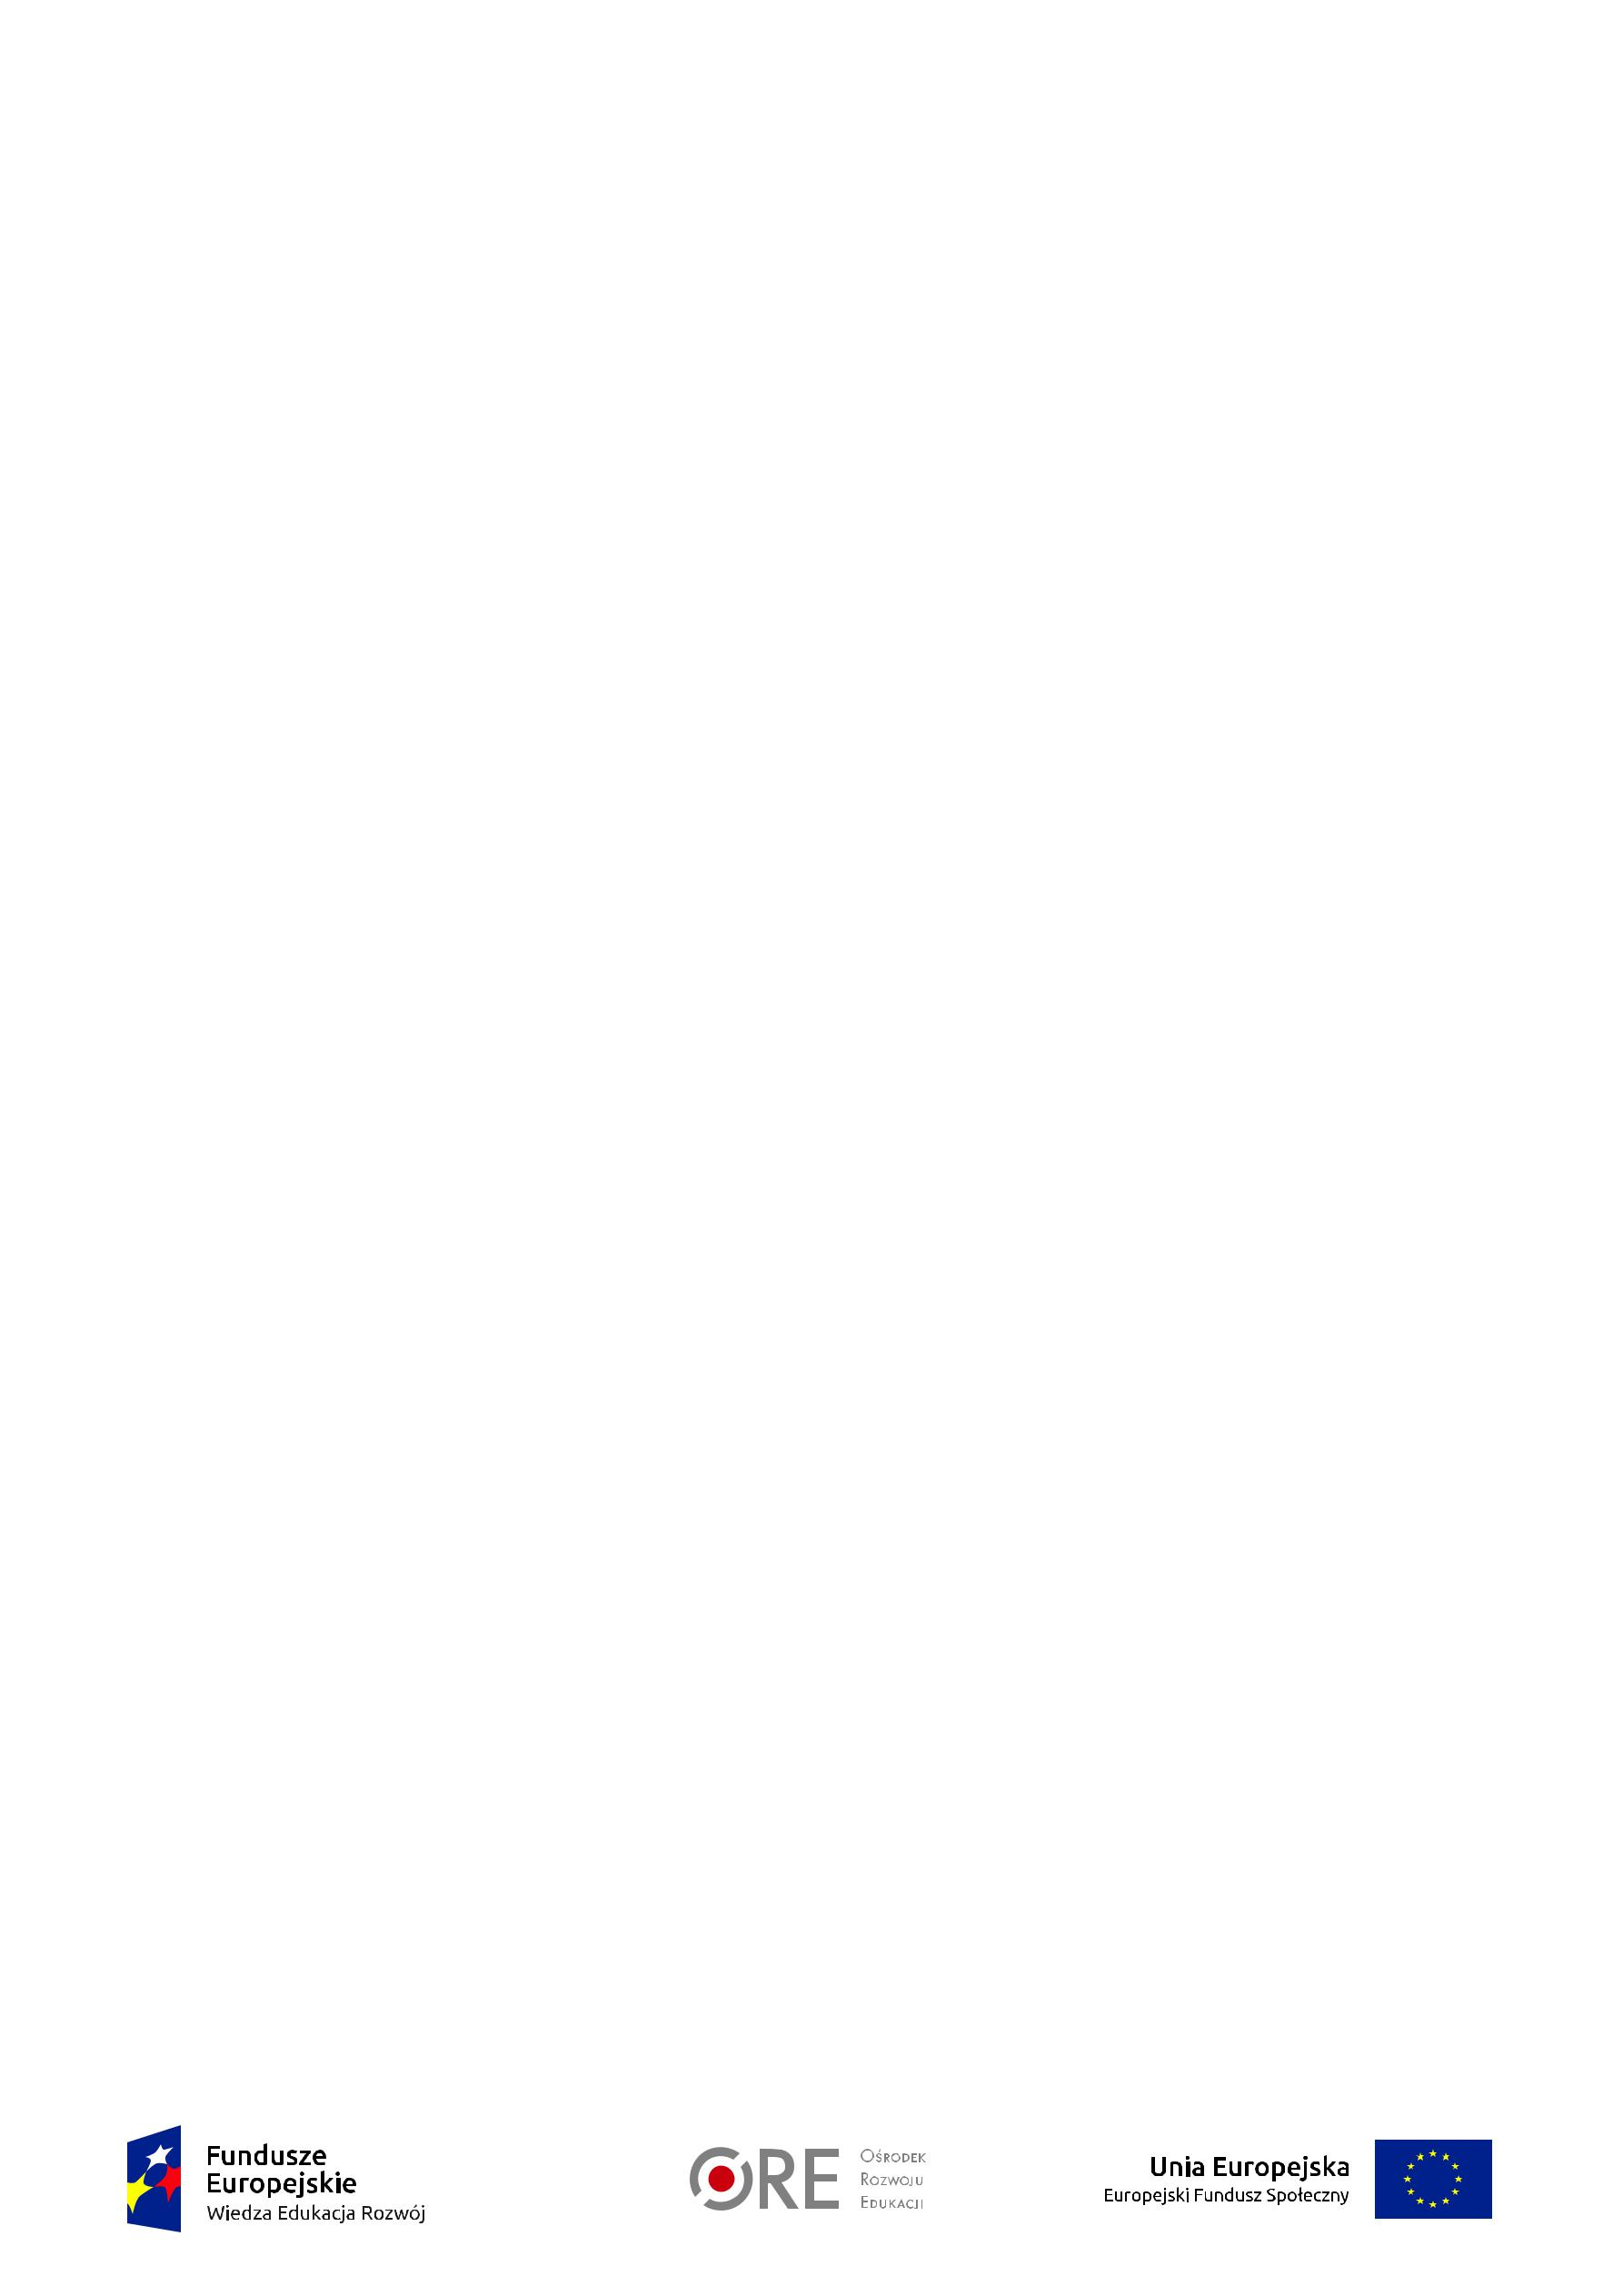 Fundusze
Europejskie
Wiedza Edukacja Rozwój
ORE
Ośrodek
Rozwoju
Edukacji
Unia Europejska
Europejski Fundusz Społeczny